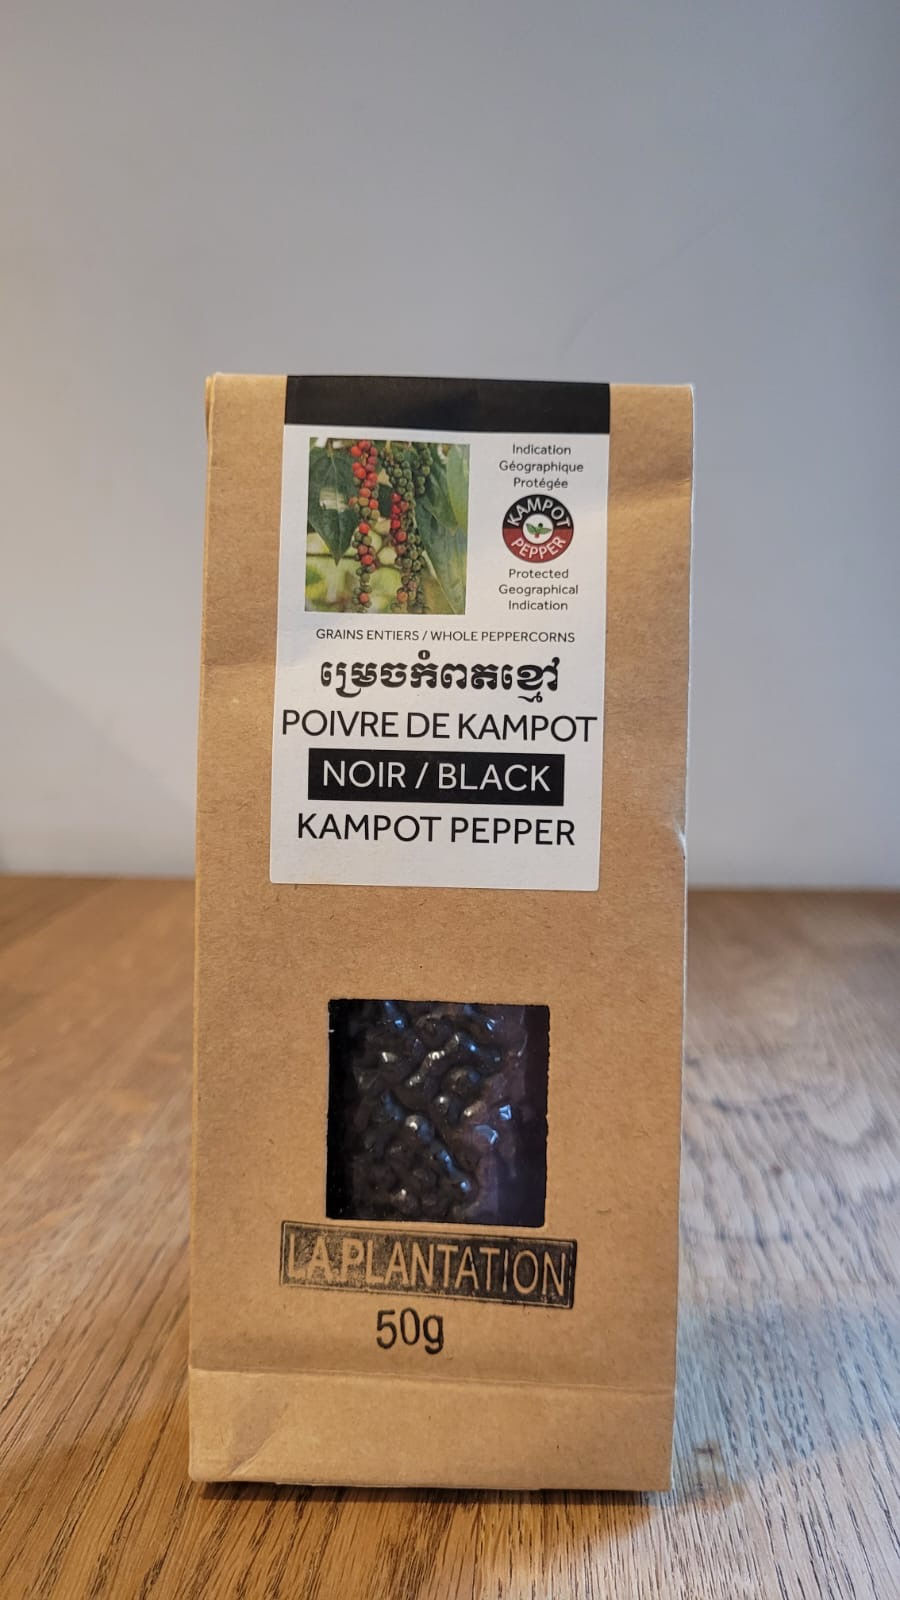 Indication
Géographique
Protégée
KAMPOT
PEPPER
Protected
Geographical
Indication
GRAINS ENTIERS / WHOLE PEPPERCORNS
ម្រេចកំពតខ្មៅ
POIVRE DE KAMPOT
NOIR / BLACK
KAMPOT PEPPER
LA PLANTATION
50g